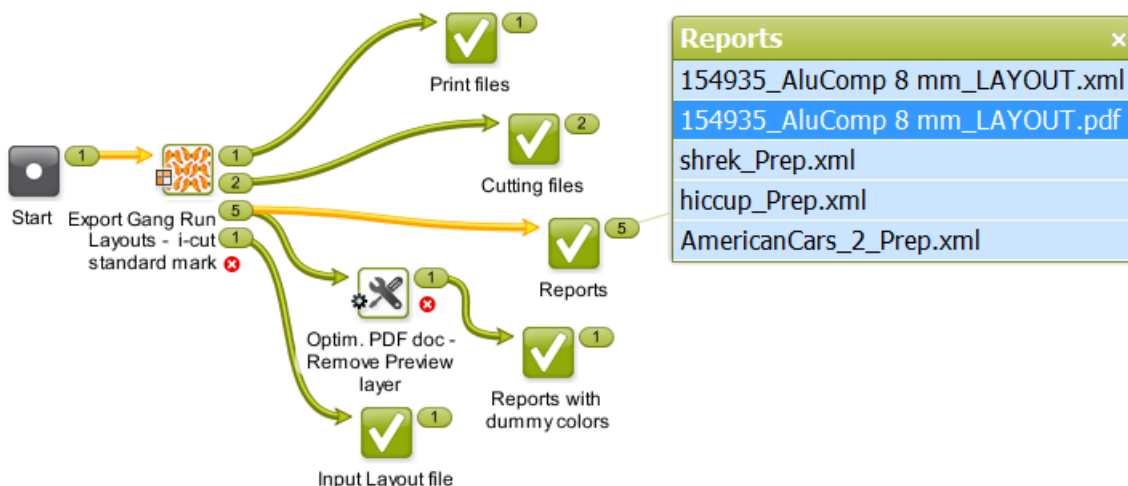 1
Print files
2
Cutting files
1
Start
1
2
5
1
Export Gang Run
Layouts - i-cut
standard mark
5
Reports
1
Optim. PDF doc -
Remove Preview
layer
1
Reports with
dummy colors
1
Input Layout file
Reports
154935_AluComp 8 mm_LAYOUT.xml
154935_AluComp 8 mm_LAYOUT.pdf
shrek_Prep.xml
hiccup_Prep.xml
AmericanCars_2_Prep.xml